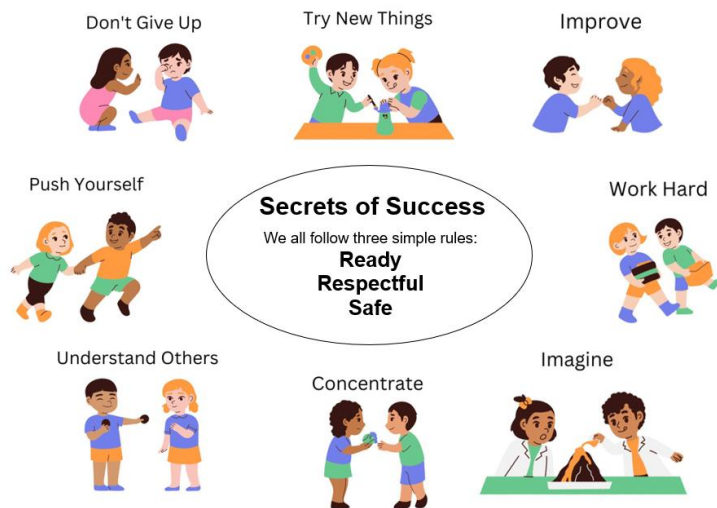 Don't Give Up
Try New Things
Improve
Push Yourself
Secrets of Success
We all follow three simple rules:
Ready
Respectful
Safe
Work Hard
Understand Others
Concentrate
Imagine